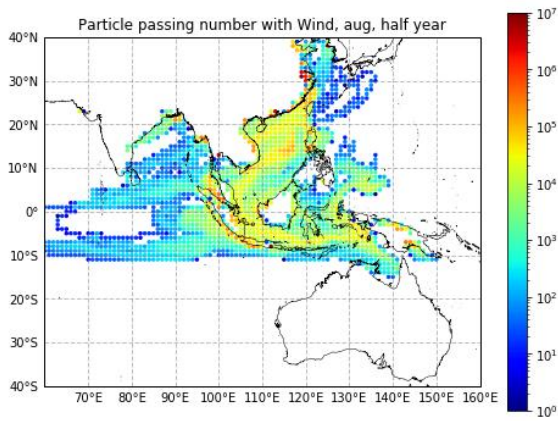 Particle passing number with Wind, aug, half year
40°N
30°N
20°N
10°N
0°
10°S
20°S
30°S
40°S
70°E 80°E 90°E 100°E 110°E 120°E 130°E 140°E 150°E 160°E
10⁷
10⁶
10⁵
10⁴
10³
10²
10¹
10⁰